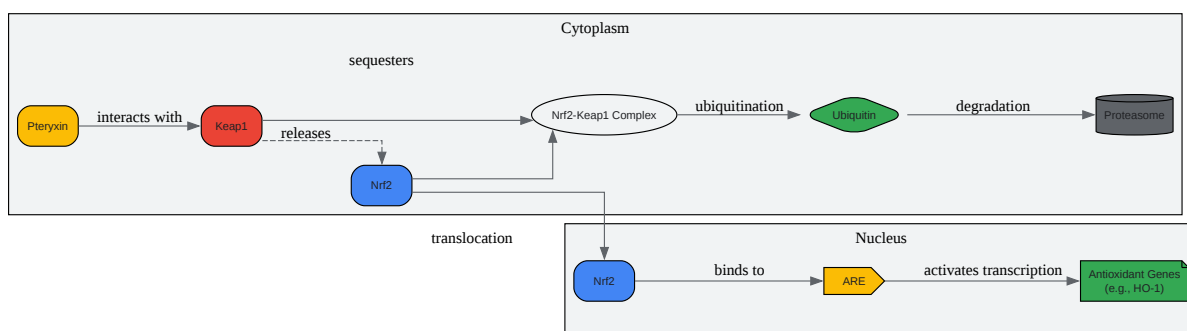 Cytoplasm
sequesters
Pteryxin
interacts with
Keap1
releases
Nrf2
Nrf2-Keap1 Complex
ubiquitination
Ubiquitin
degradation
Proteasome
translocation
Nucleus
Nrf2
binds to
ARE
activates transcription
Antioxidant Genes
(e.g., HO-1)